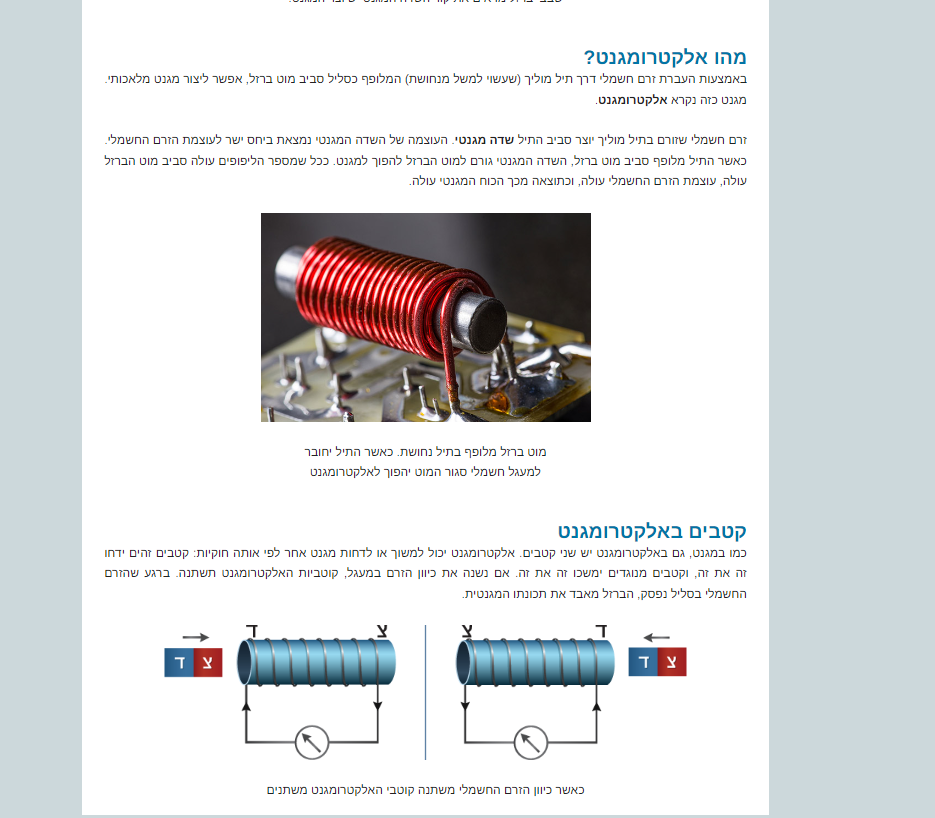 מהו אלקטרומגנט?
באמצעות העברת זרם חשמלי דרך תיל מוליך (שעשוי למשל מנחושת) המלופף כסליל סביב מוט ברזל, אפשר ליצור מגנט מלאכותי.
מגנט כזה נקרא אלקטרומגנט.
זרם חשמלי שזורם בתיל מוליך יוצר סביב התיל שדה מגנטי. העוצמה של השדה המגנטי נמצאת ביחס ישר לעוצמת הזרם החשמלי.
כאשר התיל מלופף סביב מוט ברזל, השדה המגנטי גורם למוט הברזל להפוך למגנט. ככל שמספר הליפופים עולה סביב מוט הברזל
עולה, עוצמת הזרם החשמלי עולה, וכתוצאה מכך הכוח המגנטי עולה.
מוט ברזל מלופף בתיל נחושת. כאשר התיל יחובר
למעגל חשמלי סגור המוט יהפוך לאלקטרומגנט
קטבים באלקטרומגנט
כמו במגנט, גם באלקטרומגנט יש שני קטבים. אלקטרומגנט יכול למשוך או לדחות מגנט אחר לפי אותה חוקיות: קטבים זהים ידחו
זה את זה, וקטבים מנוגדים ימשכו זה את זה. אם נשנה את כיוון הזרם במעגל, קוטביות האלקטרומגנט תשתנה. ברגע שהזרם
החשמלי בסליל נפסק, הברזל מאבד את תכונתו המגנטית.
ד צ צ ד
צ ד
צ ד
כאשר כיוון הזרם החשמלי משתנה קוטבי האלקטרומגנט משתנים